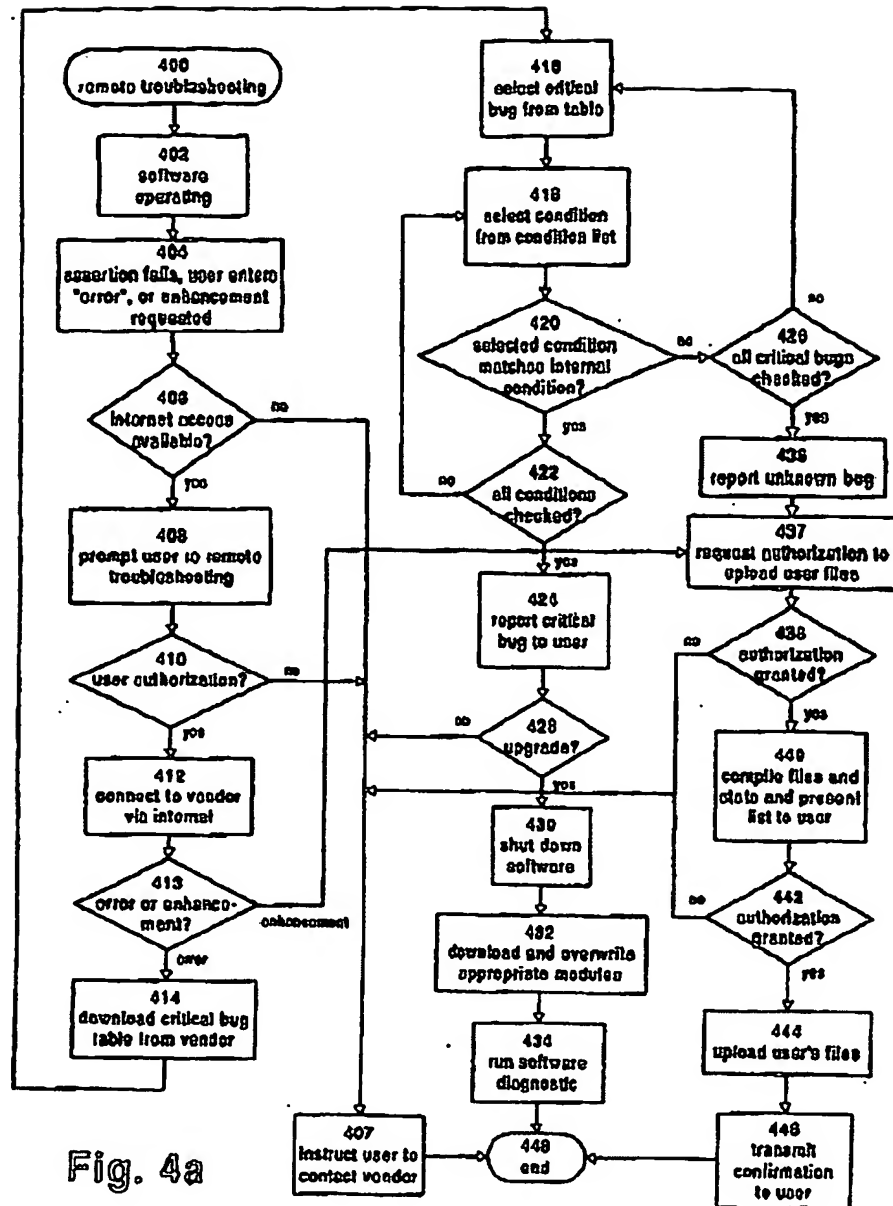 400
remote troubleshooting
402
software
operating
404
assertion fails, user enters
"error", or enhancement
requested
406
internet access
available?
no
yes
408
prompt user to remote
troubleshooting
410
user authorization?
no
yes
412
connect to vendor
via internet
413
error or enhance-
ment?
enhancement
error
414
download critical bug
table from vendor
416
select critical
bug from table
418
select condition
from condition list
420
selected condition
matches internal
condition?
no
yes
422
all conditions
checked?
no
yes
424
report critical
bug to user
428
upgrade?
no
yes
430
shut down
software
432
download and overwrite
appropriate modules
434
run software
diagnostic
407
instruct user to
contact vendor
448
end
no
426
all critical bugs
checked?
yes
436
report unknown bug
437
request authorization to
upload user files
438
authorization
granted?
no
yes
440
compile files and
state and present
list to user
442
authorization
granted?
no
yes
444
upload user's files
446
transmit
confirmation
to user
Fig. 4a